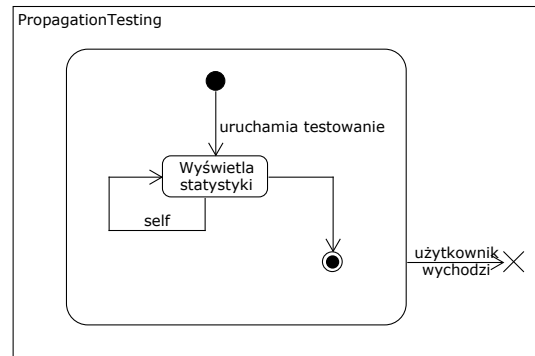 PropagationTesting
uruchamia testowanie
Wyświetla
statystyki
self
użytkownik
wychodzi